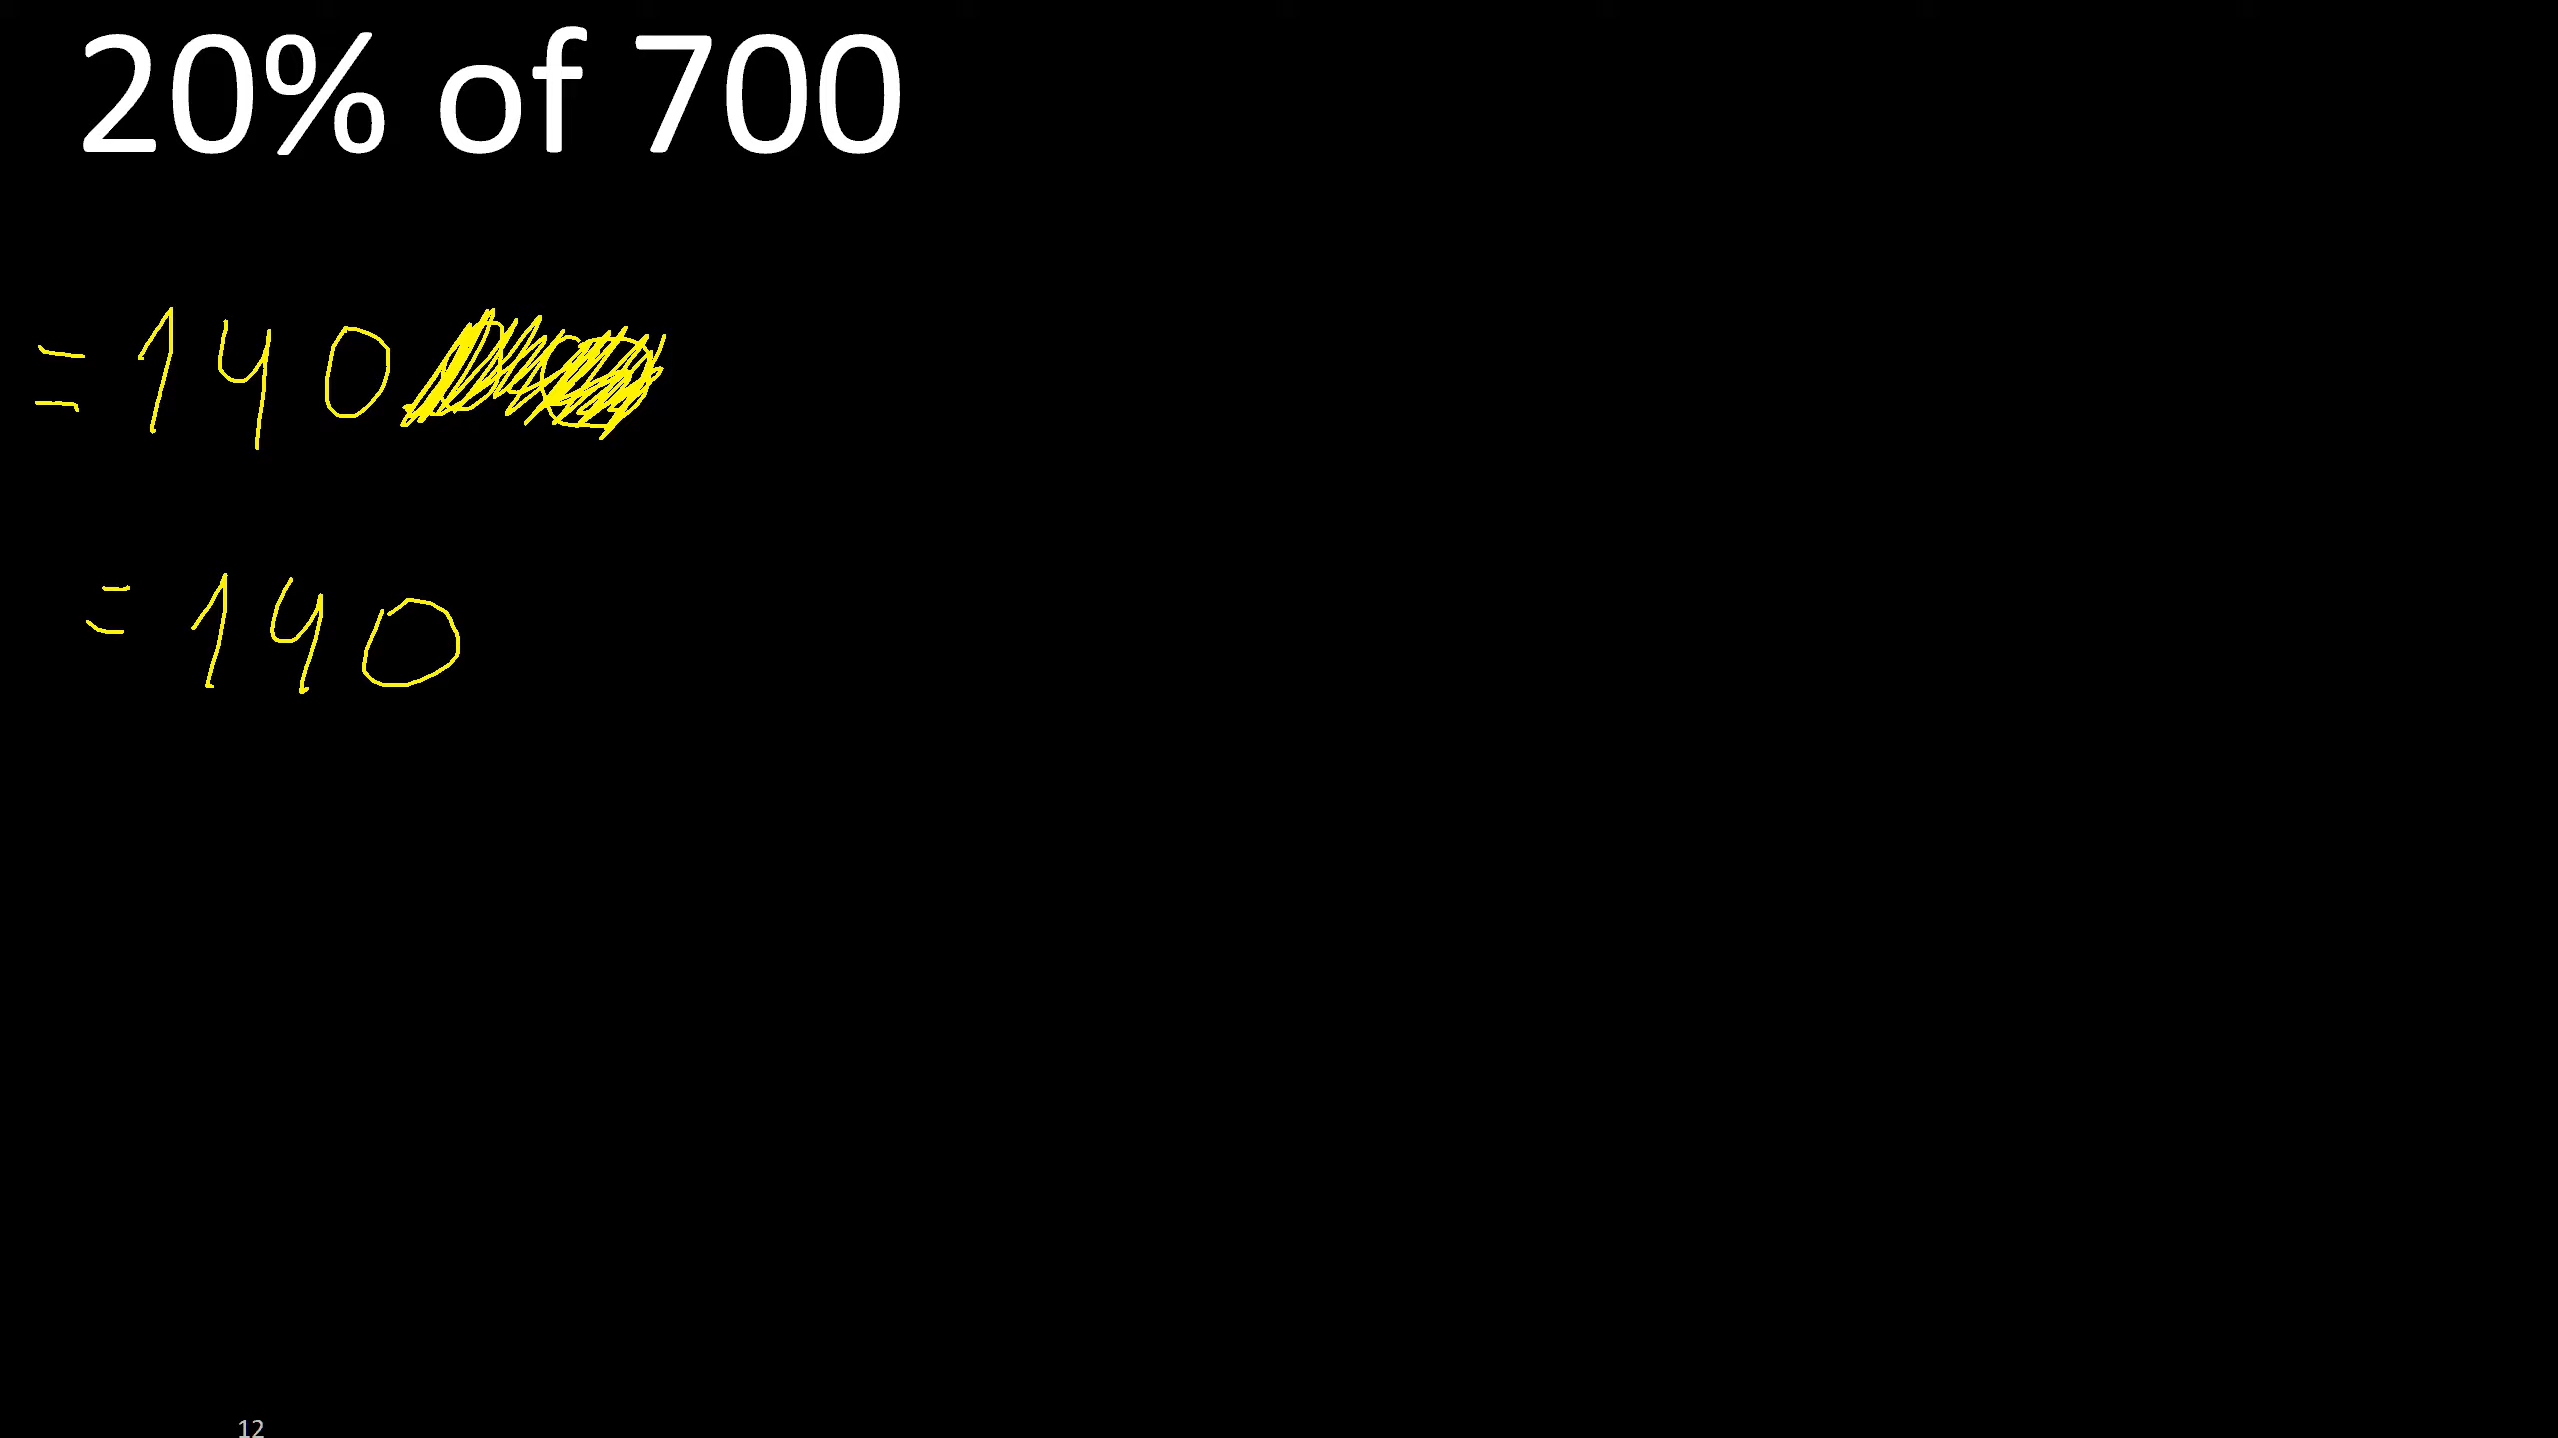 20% of 700
= 140
= 140
12